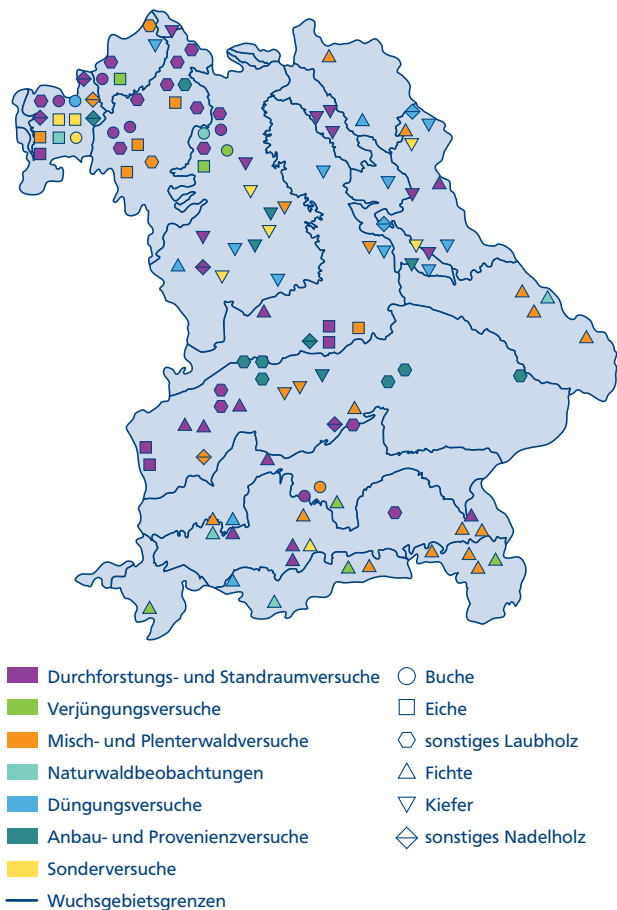 Durchforstungs- und Standraumversuche
Verjüngungsversuche
Misch- und Plenterwaldversuche
Naturwaldbeobachtungen
Düngungsversuche
Anbau- und Provenienzversuche
Sonderversuche
Wuchsgebietsgrenzen
Buche
Eiche
sonstiges Laubholz
Fichte
Kiefer
sonstiges Nadelholz